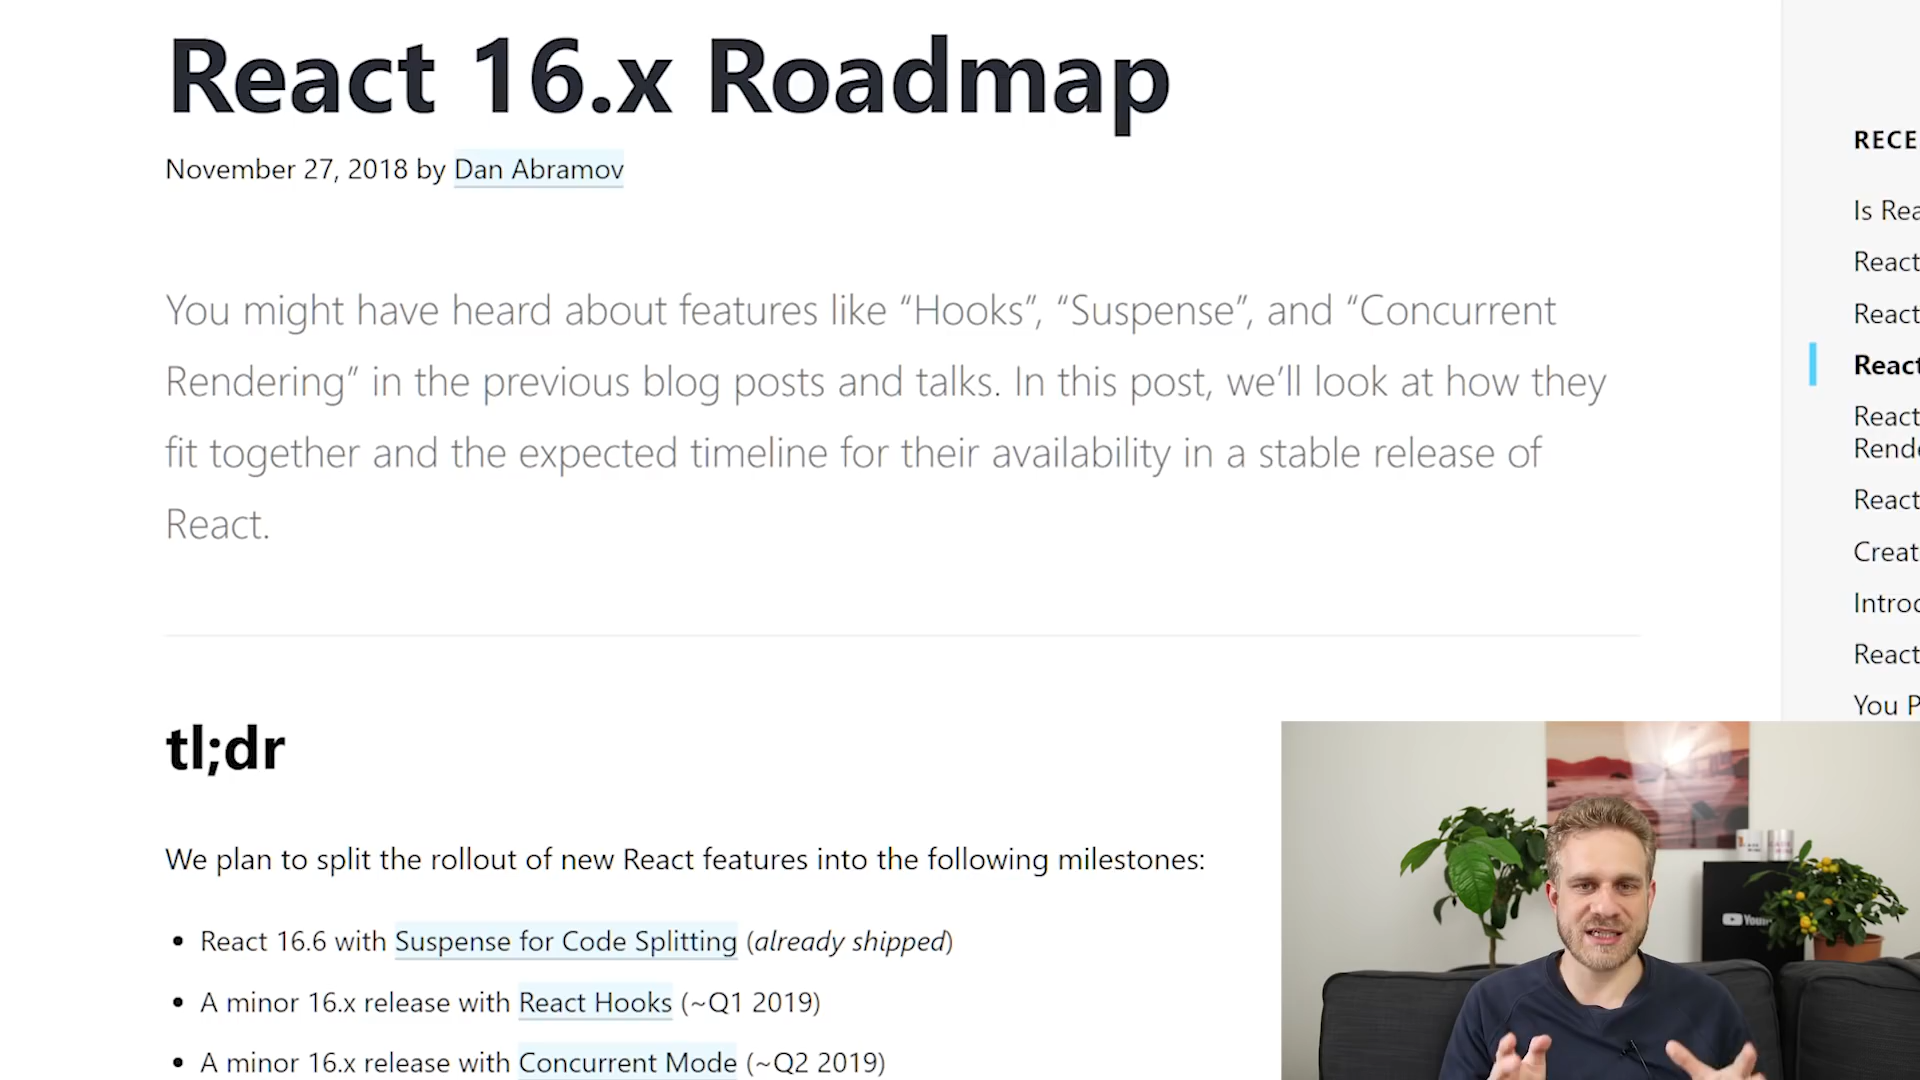 React 16.x Roadmap
November 27, 2018 by Dan Abramov
You might have heard about features like “Hooks”, “Suspense”, and “Concurrent
Rendering” in the previous blog posts and talks. In this post, we’ll look at how they
fit together and the expected timeline for their availability in a stable release of
React.
tl;dr
We plan to split the rollout of new React features into the following milestones:
• React 16.6 with Suspense for Code Splitting (already shipped)
• A minor 16.x release with React Hooks (~Q1 2019)
• A minor 16.x release with Concurrent Mode (~Q2 2019)
RECE
Is Rea
React
React
React
React
Rende
React
Creat
Introd
React
You P